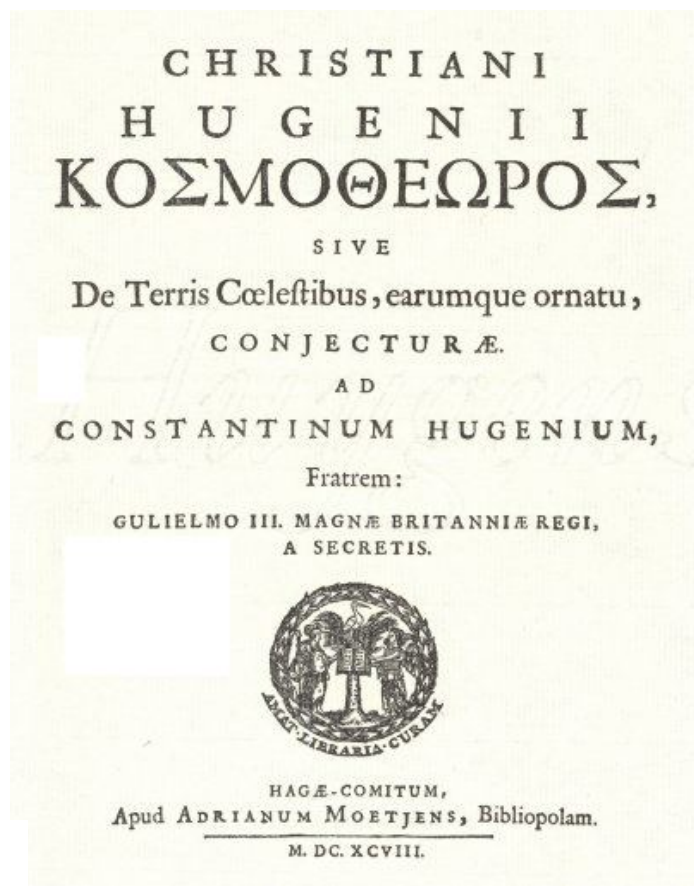 CHRISTIANI
HUGENII
ΚΟΣΜΟΘΕΩΡΟΣ,
SIVE
De Terris Cœleſtibus, earumque ornatu,
CONJECTURÆ.
AD
CONSTANTINUM HUGENIUM,
Fratrem:
GULIELMO III. MAGNÆ BRITANNIÆ REGI,
A SECRETIS.
AMAT·LIBRARIA·CURAM
HAGÆ-COMITUM,
Apud ADRIANUM MOETJENS, Bibliopolam.
M. DC. XCVIII.